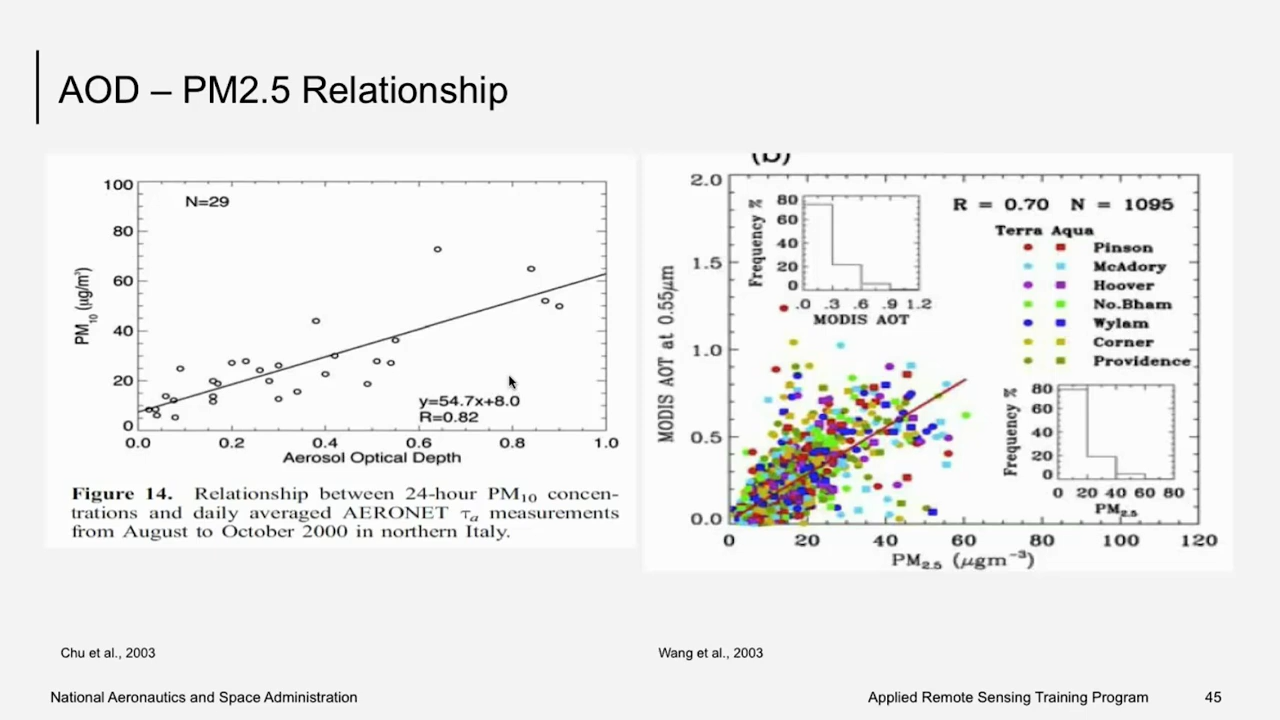 AOD – PM2.5 Relationship
100
80
60
40
20
0
PM10 (ug/m³)
N=29
y=54.7x+8.0
R=0.82
0.0 0.2 0.4 0.6 0.8 1.0
Aerosol Optical Depth
Figure 14. Relationship between 24-hour PM10 concen-
trations and daily averaged AERONET τa measurements
from August to October 2000 in northern Italy.
(b)
2.0
1.5
1.0
0.5
0.0
MODIS AOT at 0.55μm
Frequency %
80
60
40
20
0
.0 .3 .6 .9 1.2
MODIS AOT
R = 0.70 N = 1095
Terra Aqua
Pinson
McAdory
Hoover
No.Bham
Wylam
Corner
Providence
Frequency %
80
60
40
20
0
0 20 40 60 80
PM2.5
0 20 40 60 80 100 120
PM2.5 (μgm−3)
Chu et al., 2003
Wang et al., 2003
National Aeronautics and Space Administration
Applied Remote Sensing Training Program
45